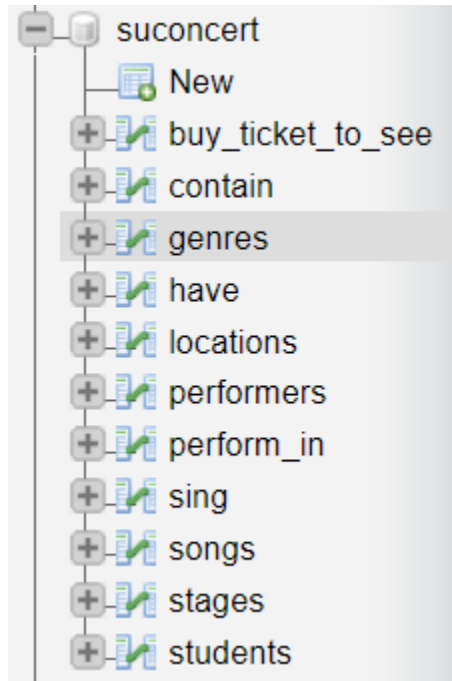 suconcert
New
buy_ticket_to_see
contain
genres
have
locations
performers
perform_in
sing
songs
stages
students